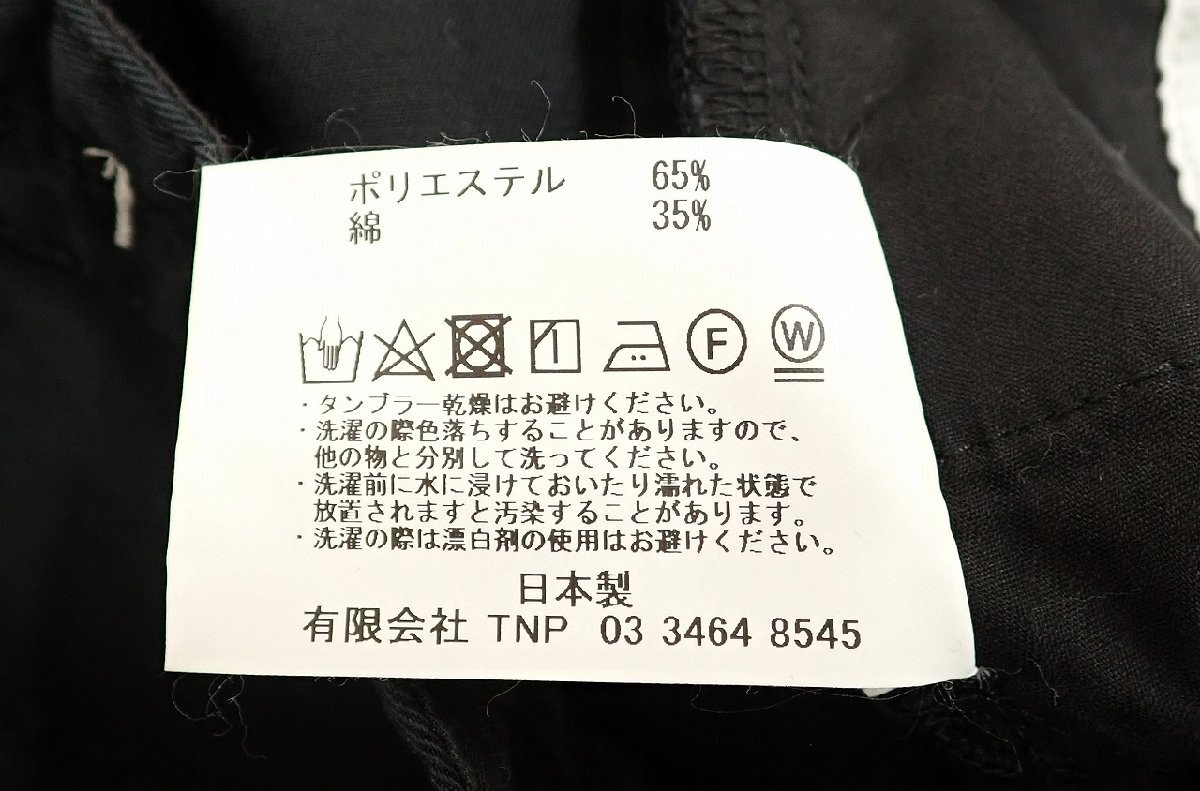 ポリエステル 65%
綿 35%
F W
・タンブラー乾燥はお避けください。
・洗濯の際色落ちすることがありますので、
他の物と分別して洗ってください。
・洗濯前に水に浸けておいたり濡れた状態で
放置されますと汚染することがあります。
・洗濯の際は漂白剤の使用はお避けください。
日本製
有限会社 TNP 03 3464 8545